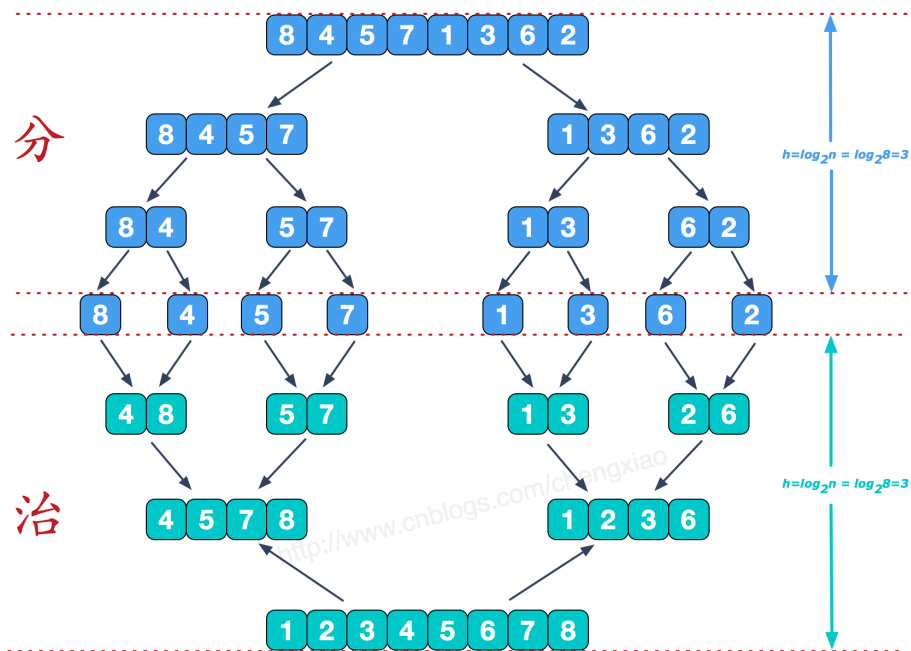 8 4 5 7 1 3 6 2
分
8 4 5 7
1 3 6 2
h=log2n = log28=3
8 4
5 7
1 3
6 2
8
4
5
7
1
3
6
2
4 8
5 7
1 3
2 6
h=log2n = log28=3
治
4 5 7 8
1 2 3 6
http://www.cnblogs.com/chengxiao
1 2 3 4 5 6 7 8